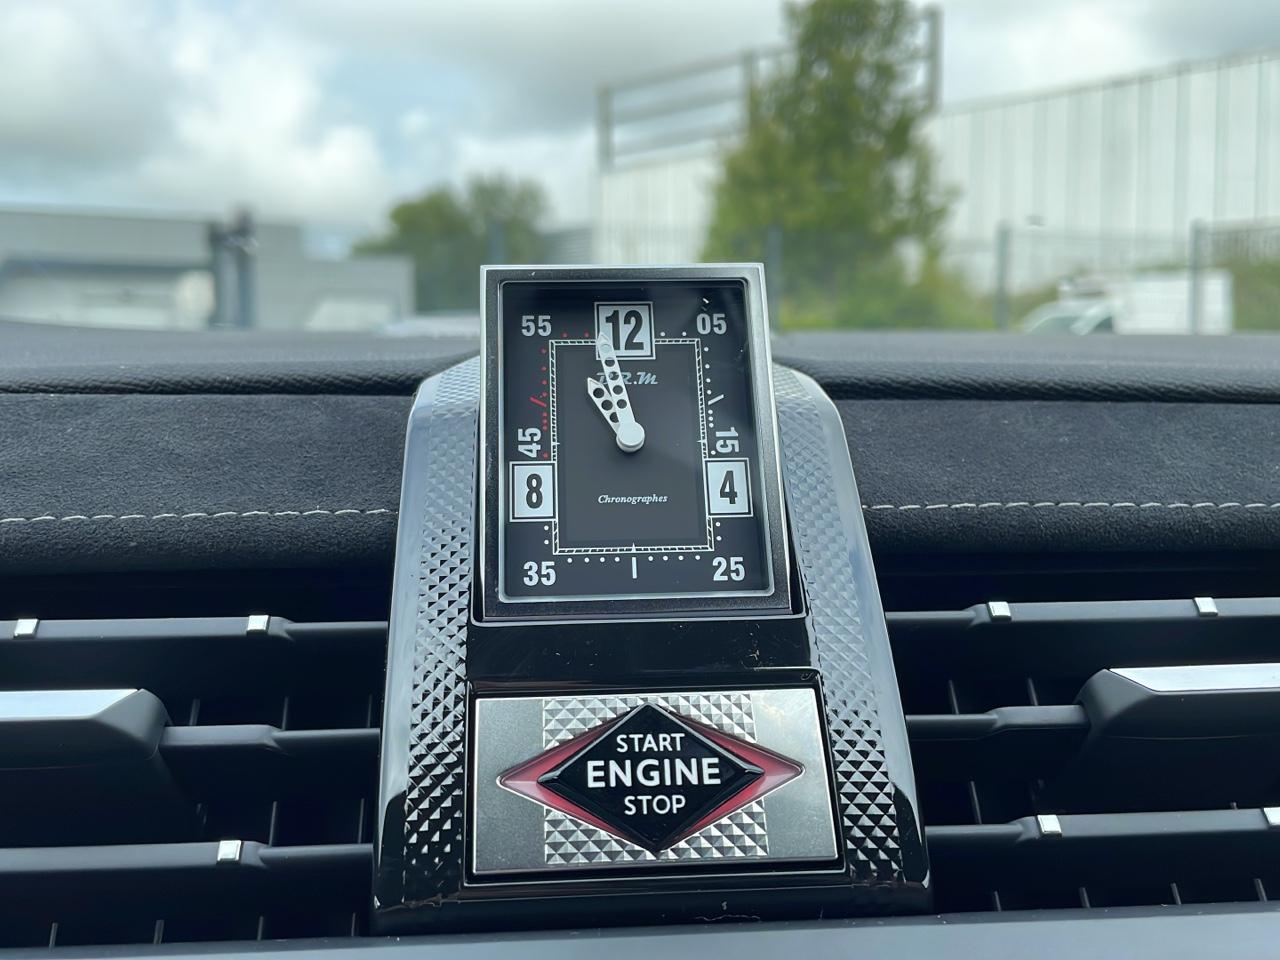 55 12 05
B.R.M
45 15
8 4
Chronographes
35 25
START
ENGINE
STOP